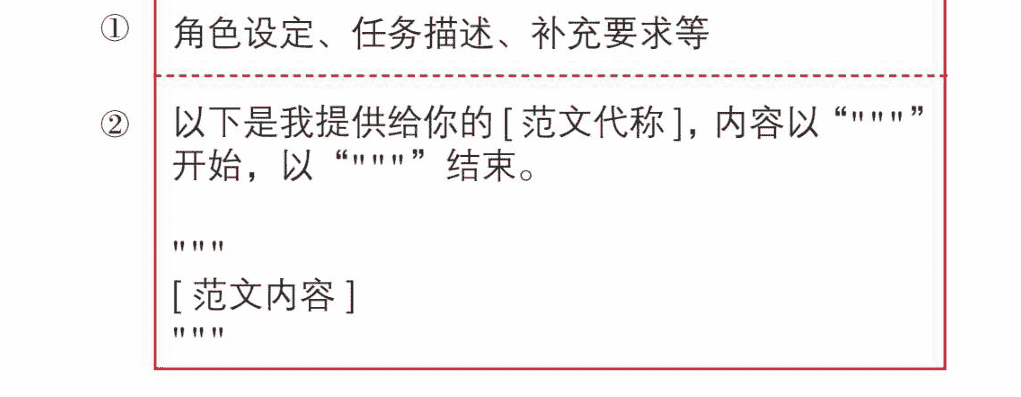 ① 角色设定、任务描述、补充要求等
② 以下是我提供给你的[范文代称]，内容以“"""”
开始，以“"""”结束。
"""
[范文内容]
"""